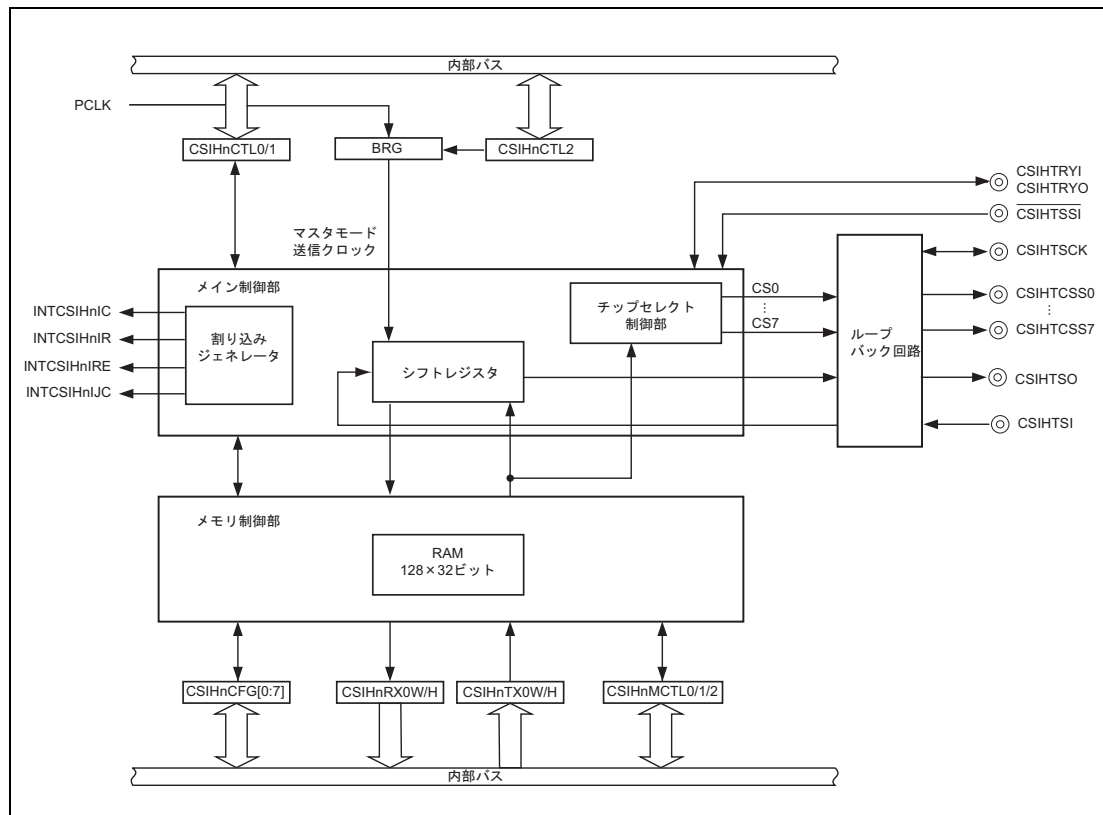 内部バス
PCLK
CSIHnCTL0/1
BRG
CSIHnCTL2
CSIHTRYI
CSIHTRYO
CSIHTSSI
マスタモード
送信クロック
CSIHTSCK
メイン制御部
チップセレクト
制御部
CS0
⋮
CS7
CSIHTCSS0
⋮
CSIHTCSS7
INTCSIHnIC
INTCSIHnIR
INTCSIHnIRE
INTCSIHnIJC
割り込み
ジェネレータ
シフトレジスタ
ループ
バック回路
CSIHTSO
CSIHTSI
メモリ制御部
RAM
128×32ビット
CSIHnCFG[0:7]
CSIHnRX0W/H
CSIHnTX0W/H
CSIHnMCTL0/1/2
内部バス